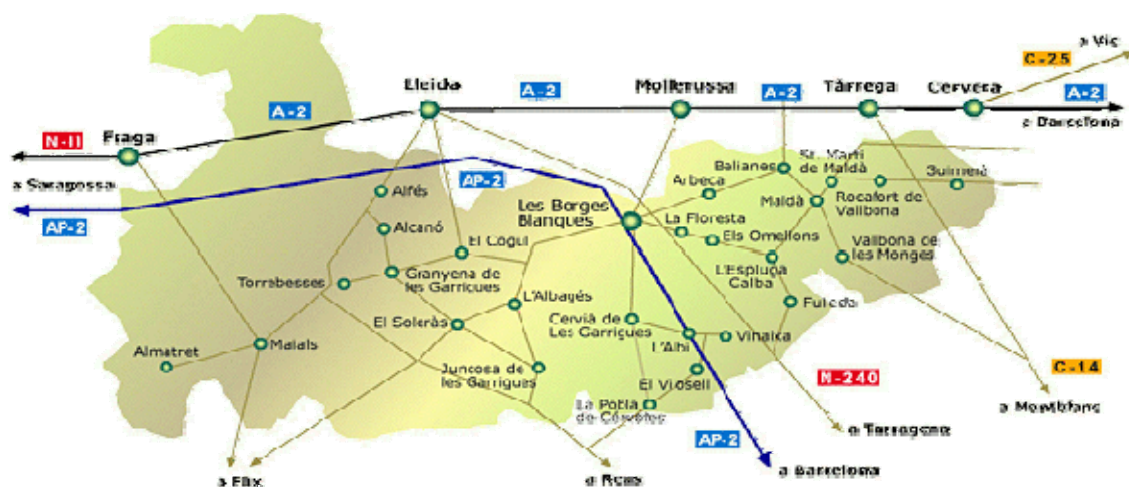 a Vic
C-25
Lleida
Mollerussa
Tàrrega
Cervera
A-2
A-2
A-2
A-2
a Barcelona
N-II
Fraga
a Saragossa
AP-2
AP-2
Alfés
Alcanó
El Cogul
Torrebesses
Granyena de
les Garrigues
Les Borges
Blanques
Arbeca
Belianes
St. Martí
de Maldà
Maldà
Rocafort de
Vallbona
Guimerà
La Floresta
Els Omellons
L'Espluga
Calba
Vallbona de
les Monges
Fulleda
L'Albagés
El Soleràs
Cervià de
Les Garrigues
L'Albi
Vinaixa
Almatret
Maials
Juncosa de
les Garrigues
El Vilosell
La Pobla
de Cérvoles
N-240
C-14
a Montblanc
a Tarragona
AP-2
a Barcelona
a Flix
a Reus